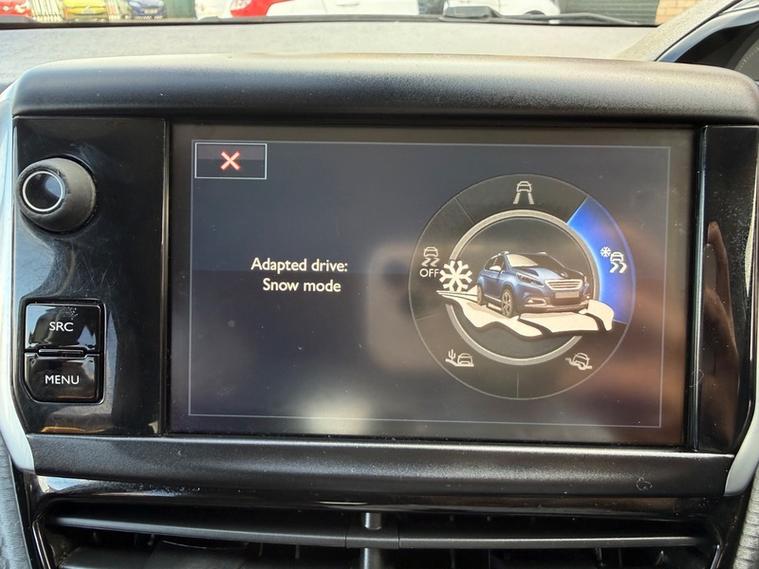 Adapted drive:
Snow mode
OFF
SRC
MENU